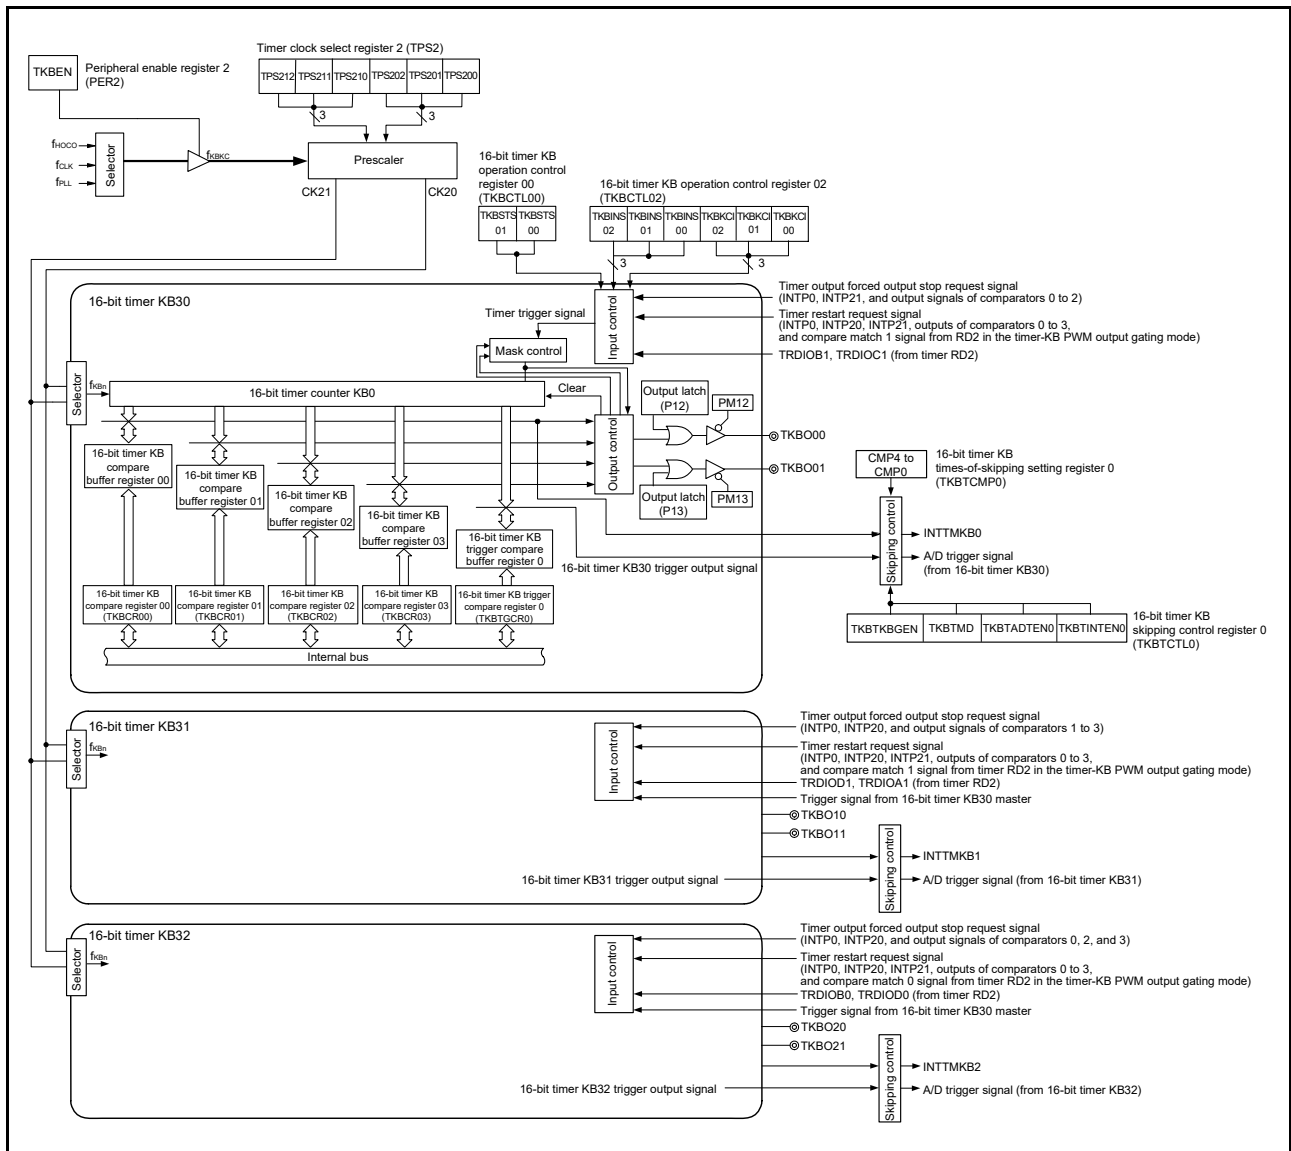 Timer clock select register 2 (TPS2)
TKBEN
Peripheral enable register 2
(PER2)
TPS212 TPS211 TPS210 TPS202 TPS201 TPS200
3
3
fHOCO
fCLK
fPLL
Selector
fKBKC
Prescaler
CK21
CK20
16-bit timer KB
operation control
register 00
(TKBCTL00)
TKBSTS
01
TKBSTS
00
16-bit timer KB operation control register 02
(TKBCTL02)
TKBINS
02
TKBINS
01
TKBINS
00
TKBKCI
02
TKBKCI
01
TKBKCI
00
3
3
16-bit timer KB30
Timer trigger signal
Input control
Mask control
Timer output forced output stop request signal
(INTP0, INTP21, and output signals of comparators 0 to 2)
Timer restart request signal
(INTP0, INTP20, INTP21, outputs of comparators 0 to 3,
and compare match 1 signal from RD2 in the timer-KB PWM output gating mode)
TRDIOB1, TRDIOC1 (from timer RD2)
Selector
fKBn
16-bit timer counter KB0
Clear
Output control
Output latch
(P12)
PM12
TKBO00
TKBO01
Output latch
(P13)
PM13
16-bit timer KB
compare
buffer register 00
16-bit timer KB
compare
buffer register 01
16-bit timer KB
compare
buffer register 02
16-bit timer KB
compare
buffer register 03
16-bit timer KB
trigger compare
buffer register 0
16-bit timer KB30 trigger output signal
CMP4 to
CMP0
16-bit timer KB
times-of-skipping setting register 0
(TKBTCMP0)
Skipping control
INTTMKB0
A/D trigger signal
(from 16-bit timer KB30)
TKBTKBGEN TKBTMD TKBTADTEN0 TKBTINTEN0
16-bit timer KB
skipping control register 0
(TKBTCTL0)
16-bit timer KB
compare register 00
(TKBCR00)
16-bit timer KB
compare register 01
(TKBCR01)
16-bit timer KB
compare register 02
(TKBCR02)
16-bit timer KB
compare register 03
(TKBCR03)
16-bit timer KB trigger
compare register 0
(TKBTGCR0)
Internal bus
16-bit timer KB31
Selector
fKBn
Input control
Timer output forced output stop request signal
(INTP0, INTP20, and output signals of comparators 1 to 3)
Timer restart request signal
(INTP0, INTP20, INTP21, outputs of comparators 0 to 3,
and compare match 1 signal from timer RD2 in the timer-KB PWM output gating mode)
TRDIOD1, TRDIOA1 (from timer RD2)
Trigger signal from 16-bit timer KB30 master
TKBO10
TKBO11
Skipping control
INTTMKB1
16-bit timer KB31 trigger output signal
A/D trigger signal (from 16-bit timer KB31)
16-bit timer KB32
Selector
fKBn
Input control
Timer output forced output stop request signal
(INTP0, INTP20, and output signals of comparators 0, 2, and 3)
Timer restart request signal
(INTP0, INTP20, INTP21, outputs of comparators 0 to 3,
and compare match 0 signal from timer RD2 in the timer-KB PWM output gating mode)
TRDIOB0, TRDIOD0 (from timer RD2)
Trigger signal from 16-bit timer KB30 master
TKBO20
TKBO21
Skipping control
INTTMKB2
16-bit timer KB32 trigger output signal
A/D trigger signal (from 16-bit timer KB32)